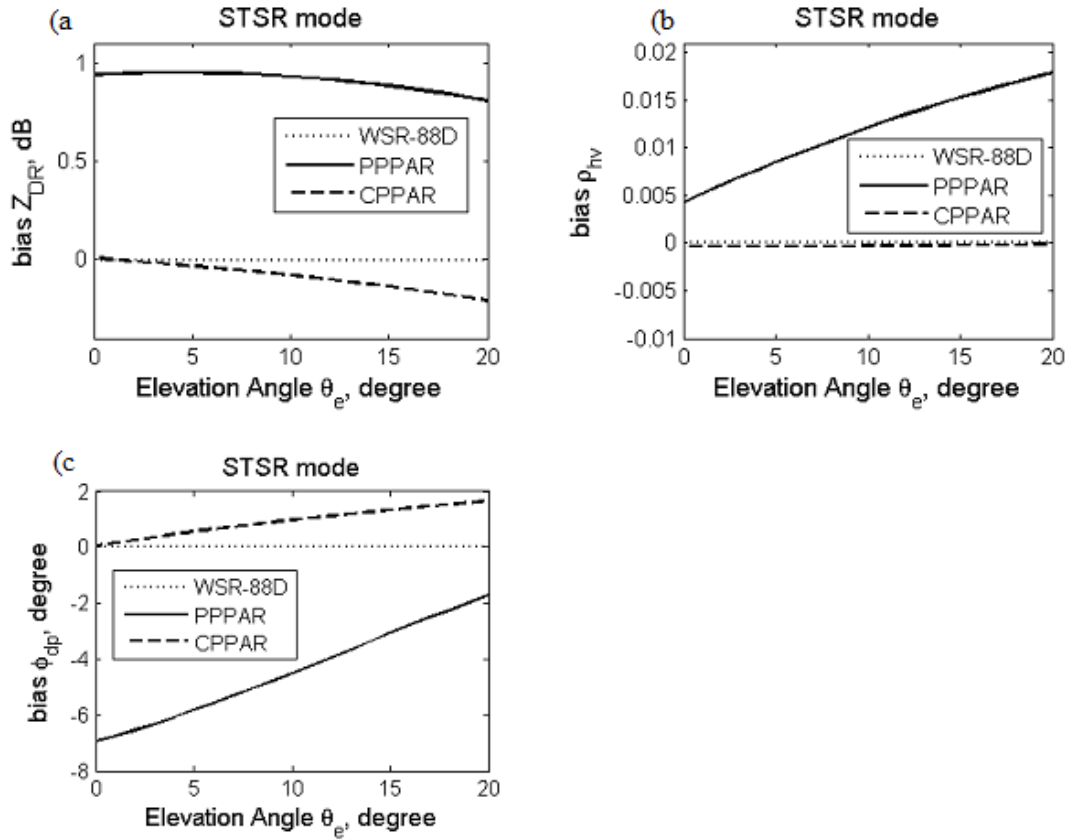 (a
STSR mode
bias Z_DR, dB
1
0.5
0
WSR-88D
PPPAR
CPPAR
0 5 10 15 20
Elevation Angle θ_e, degree
(b
STSR mode
bias ρ_hv
0.02
0.015
0.01
0.005
0
-0.005
-0.01
WSR-88D
PPPAR
CPPAR
0 5 10 15 20
Elevation Angle θ_e, degree
(c
STSR mode
bias ϕ_dp, degree
2
0
-2
-4
-6
-8
WSR-88D
PPPAR
CPPAR
0 5 10 15 20
Elevation Angle θ_e, degree